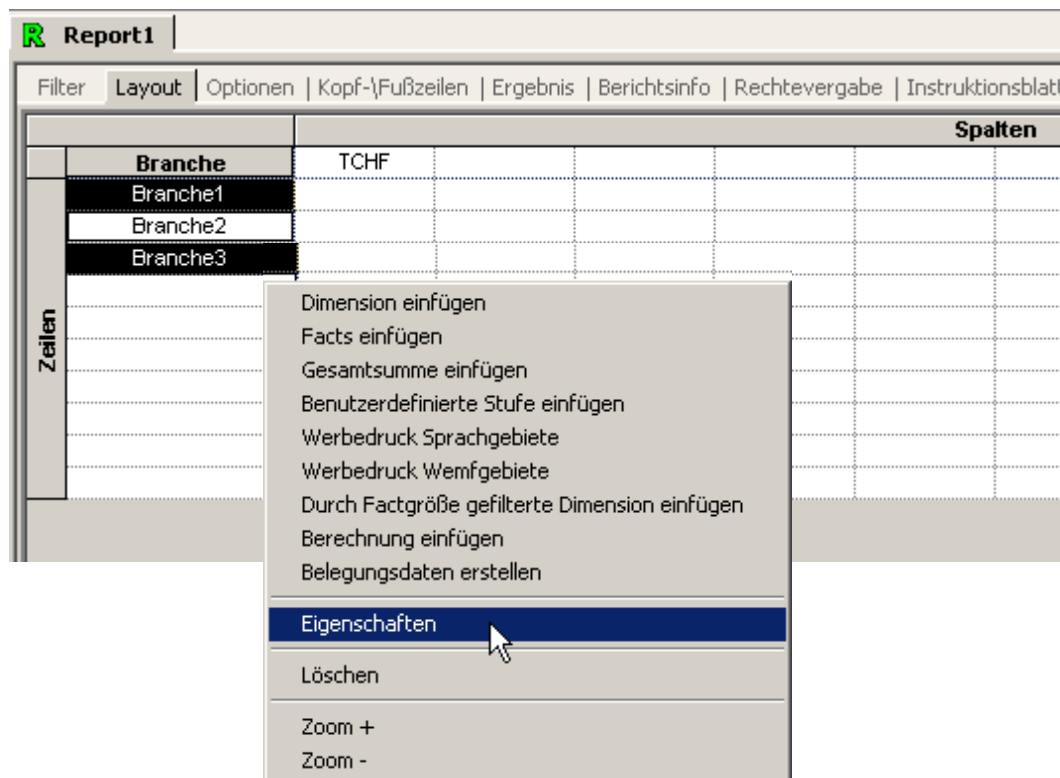 R Report1
Filter Layout Optionen | Kopf-\Fußzeilen | Ergebnis | Berichtsinfo | Rechtevergabe | Instruktionsblatt
Spalten
Branche TCHF
Branche1
Branche2
Branche3
Zeilen
Dimension einfügen
Facts einfügen
Gesamtsumme einfügen
Benutzerdefinierte Stufe einfügen
Werbedruck Sprachgebiete
Werbedruck Wemfgebiete
Durch Factgröße gefilterte Dimension einfügen
Berechnung einfügen
Belegungsdaten erstellen
Eigenschaften
Löschen
Zoom +
Zoom -